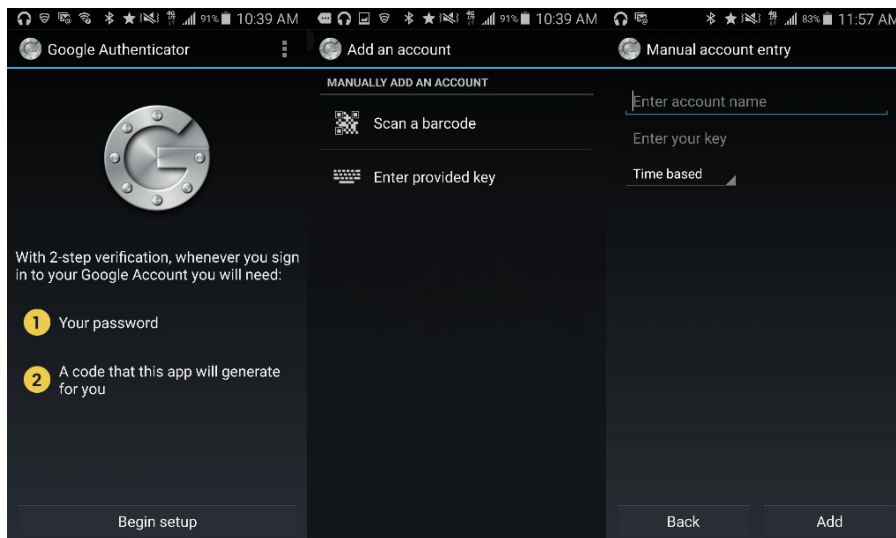 91% 10:39 AM
Google Authenticator
With 2-step verification, whenever you sign
in to your Google Account you will need:
1 Your password
2 A code that this app will generate
for you
Begin setup
91% 10:39 AM
Add an account
MANUALLY ADD AN ACCOUNT
Scan a barcode
Enter provided key
83% 11:57 AM
Manual account entry
Enter account name
Enter your key
Time based
Back
Add